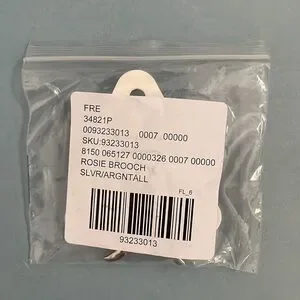 FRE
34821P
0093233013 0007 00000
SKU:93233013
8150 065127 0000326 0007 00000
ROSIE BROOCH
SLVR/ARGNTALL
FL_6
93233013